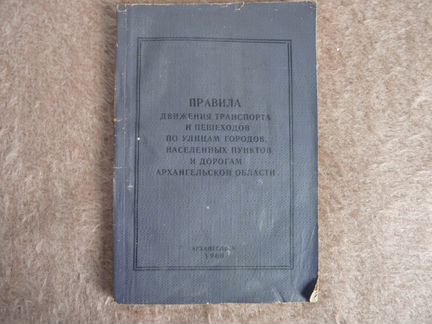 ПРАВИЛА
ДВИЖЕНИЯ ТРАНСПОРТА
И ПЕШЕХОДОВ
ПО УЛИЦАМ ГОРОДОВ,
НАСЕЛЕННЫХ ПУНКТОВ
И ДОРОГАМ
АРХАНГЕЛЬСКОЙ ОБЛАСТИ
АРХАНГЕЛЬСК